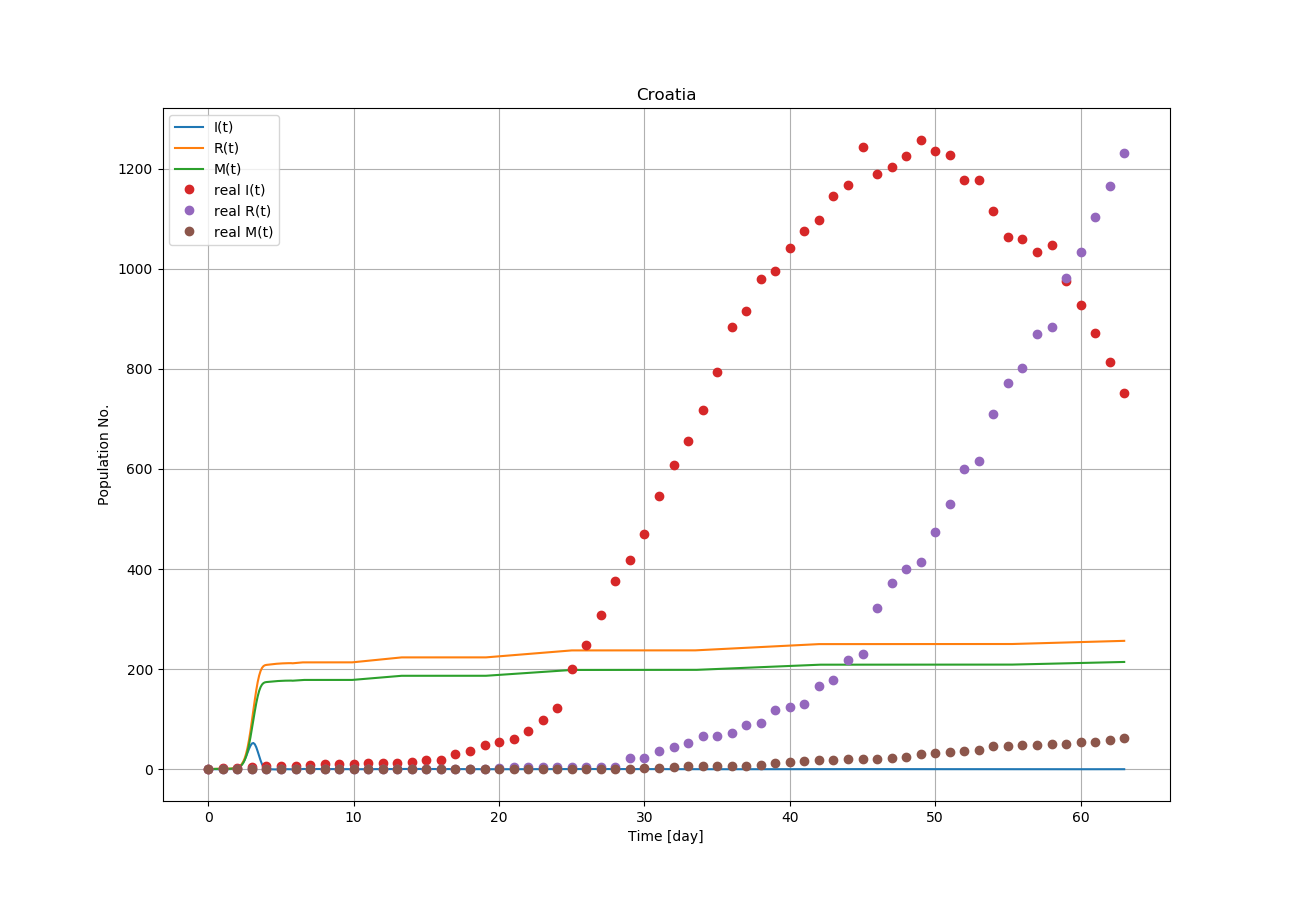 Croatia
I(t)
R(t)
M(t)
real I(t)
real R(t)
real M(t)
1200
1000
800
600
400
200
0
Population No.
0 10 20 30 40 50 60
Time [day]